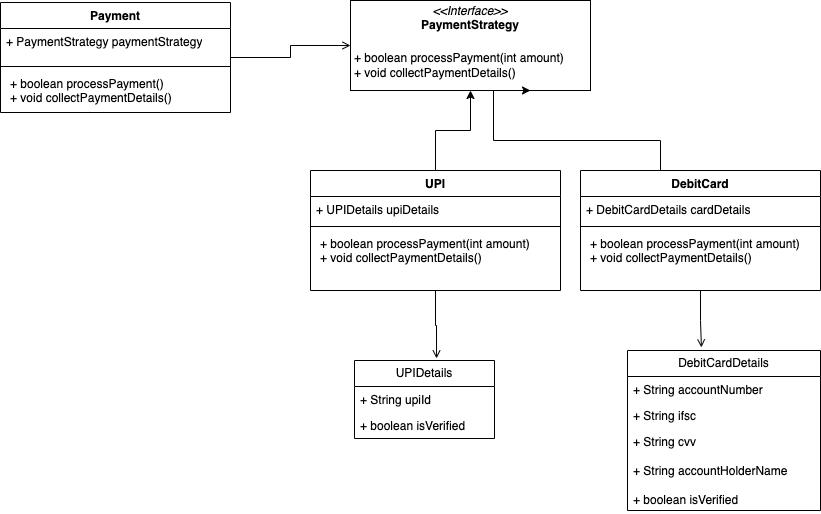 Payment
+ PaymentStrategy paymentStrategy
+ boolean processPayment()
+ void collectPaymentDetails()
<<Interface>>
PaymentStrategy
+ boolean processPayment(int amount)
+ void collectPaymentDetails()
UPI
+ UPIDetails upiDetails
+ boolean processPayment(int amount)
+ void collectPaymentDetails()
DebitCard
+ DebitCardDetails cardDetails
+ boolean processPayment(int amount)
+ void collectPaymentDetails()
UPIDetails
+ String upiId
+ boolean isVerified
DebitCardDetails
+ String accountNumber
+ String ifsc
+ String cvv
+ String accountHolderName
+ boolean isVerified